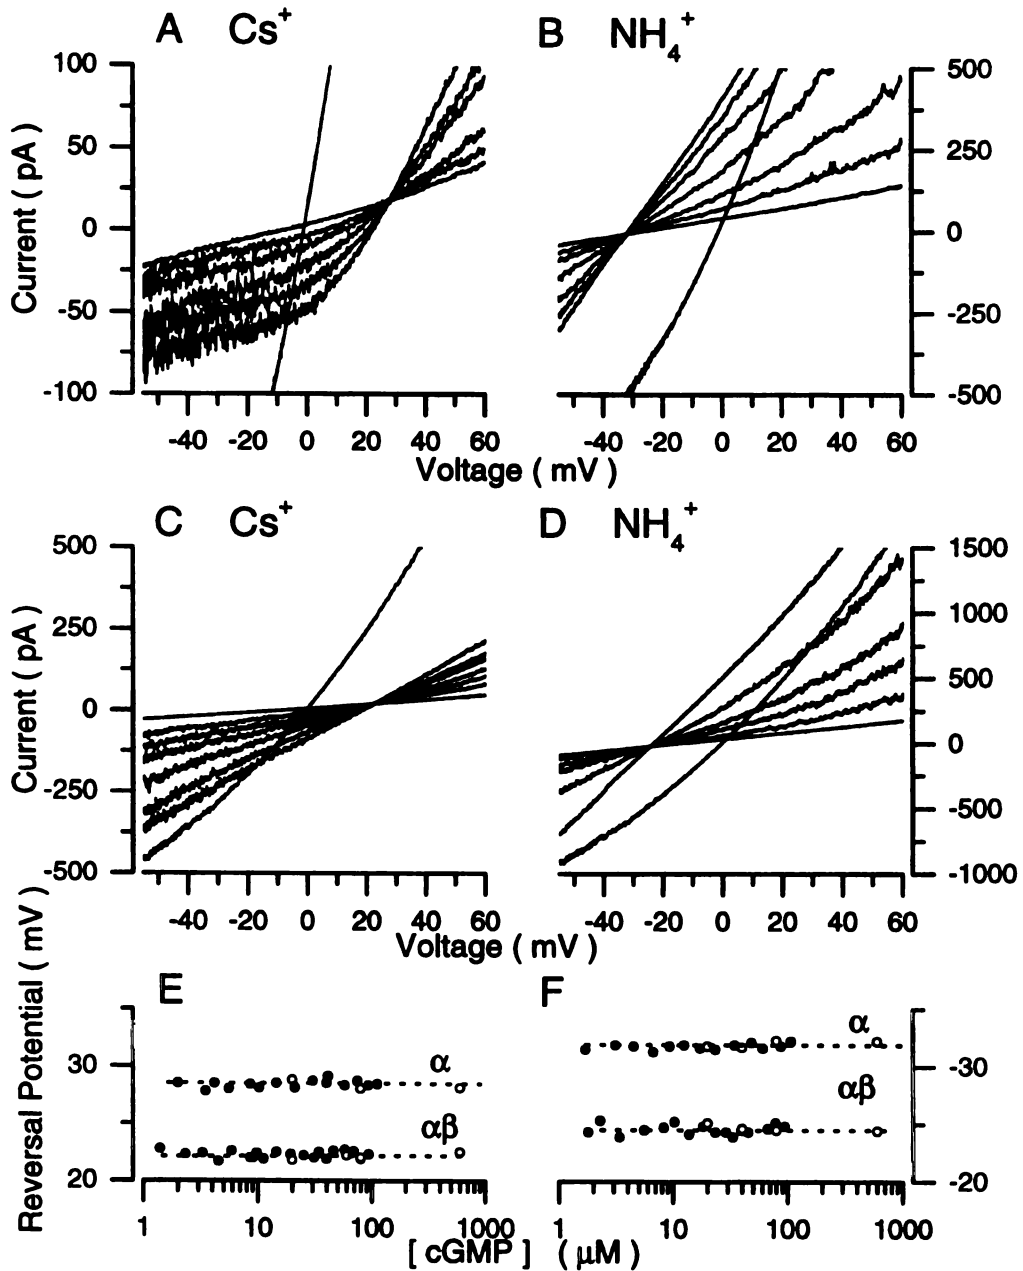 A Cs+
B NH4+
100
50
0
-50
-100
Current ( pA )
500
250
0
-250
-500
-40 -20 0 20 40 60
-40 -20 0 20 40 60
Voltage ( mV )
C Cs+
D NH4+
500
250
0
-250
-500
Current ( pA )
1500
1000
500
0
-500
-1000
-40 -20 0 20 40 60
-40 -20 0 20 40 60
Voltage ( mV )
E
F
Reversal Potential ( mV )
30
20
α
αβ
α
αβ
-30
-20
1 10 100 1000
1 10 100 1000
[ cGMP ] ( μM )